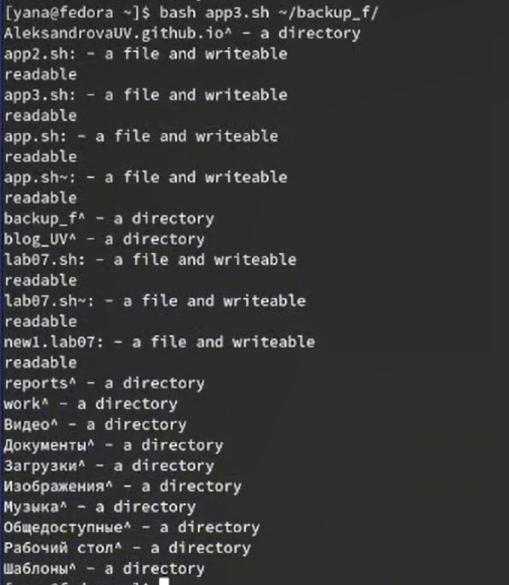 [yana@fedora ~]$ bash app3.sh ~/backup_f/
AleksandrovaUV.github.io^ - a directory
app2.sh: - a file and writeable
readable
app3.sh: - a file and writeable
readable
app.sh: - a file and writeable
readable
app.sh~: - a file and writeable
readable
backup_f^ - a directory
blog_UV^ - a directory
lab07.sh: - a file and writeable
readable
lab07.sh~: - a file and writeable
readable
new1.lab07: - a file and writeable
readable
reports^ - a directory
work^ - a directory
Видео^ - a directory
Документы^ - a directory
Загрузки^ - a directory
Изображения^ - a directory
Музыка^ - a directory
Общедоступные^ - a directory
Рабочий стол^ - a directory
Шаблоны^ - a directory